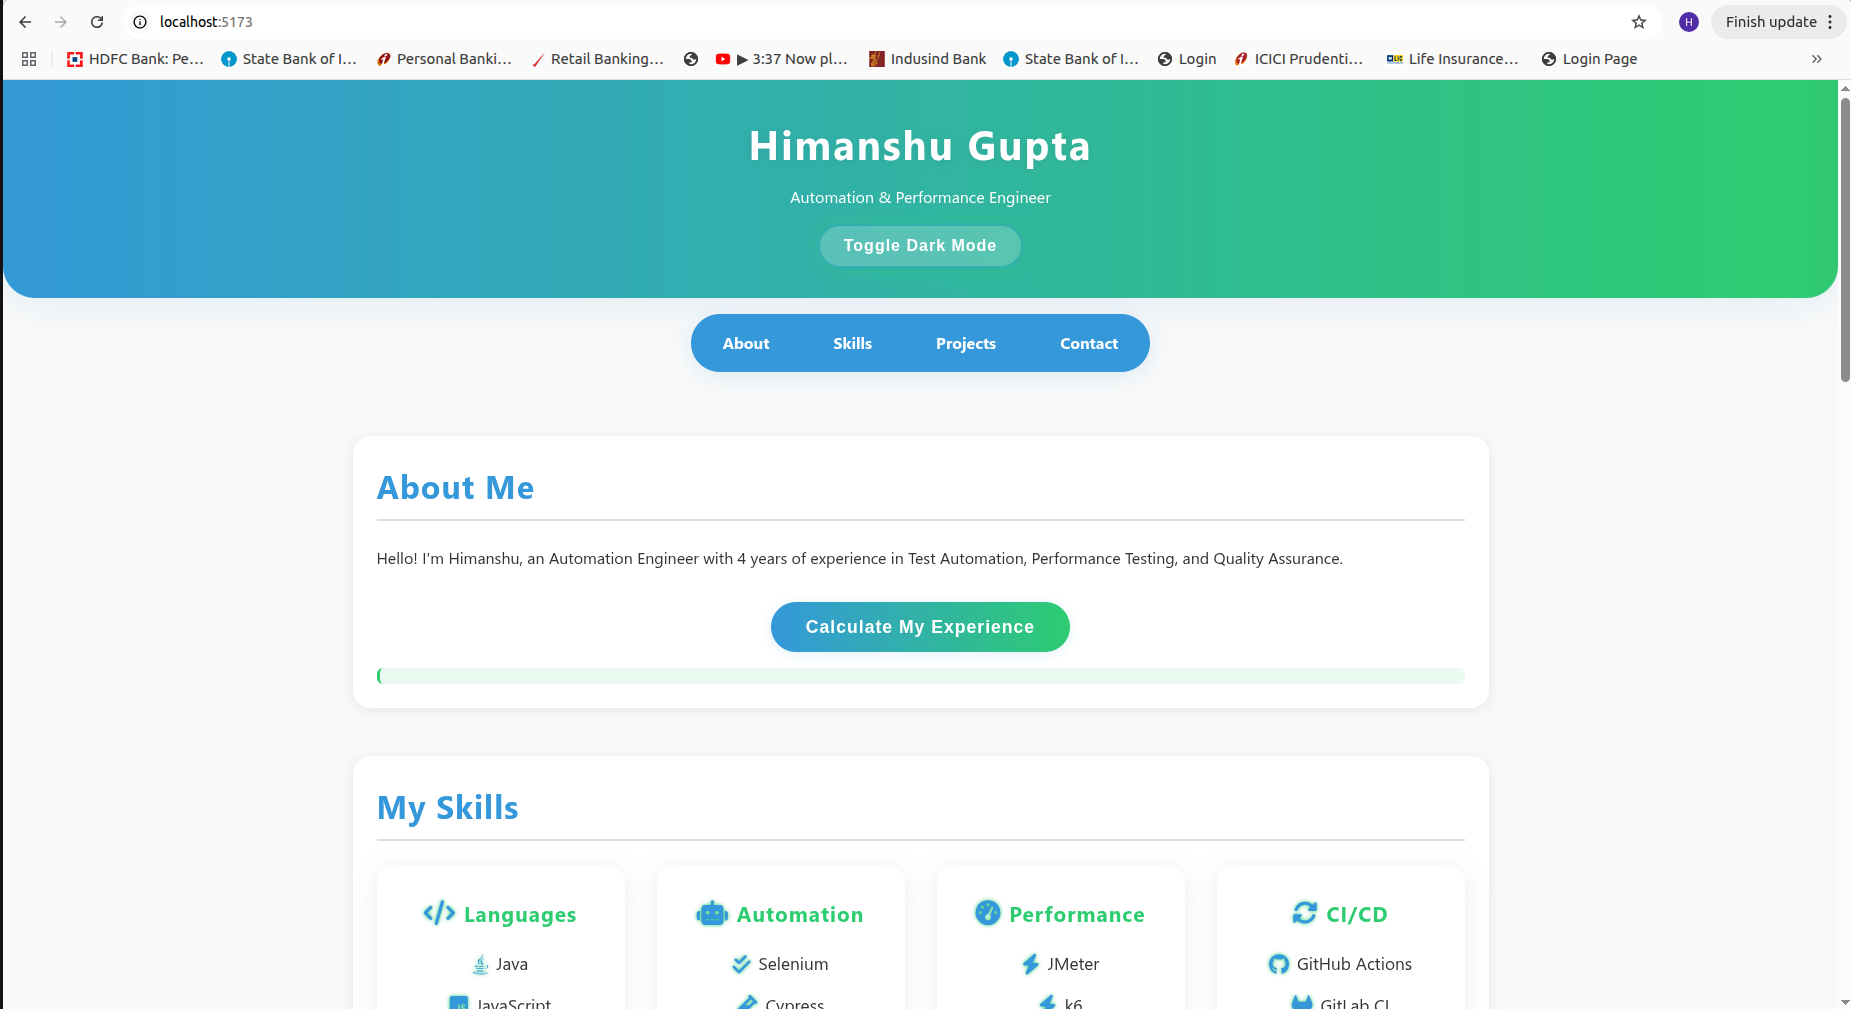 localhost:5173
Finish update
HDFC Bank: Pe... State Bank of I... Personal Banki... Retail Banking... ▶ 3:37 Now pl... Indusind Bank State Bank of I... Login ICICI Prudenti... Life Insurance... Login Page
Himanshu Gupta
Automation & Performance Engineer
Toggle Dark Mode
About Skills Projects Contact
About Me
Hello! I'm Himanshu, an Automation Engineer with 4 years of experience in Test Automation, Performance Testing, and Quality Assurance.
Calculate My Experience
My Skills
Languages
Java
JavaScript
Automation
Selenium
Cypress
Performance
JMeter
k6
CI/CD
GitHub Actions
GitLab CI